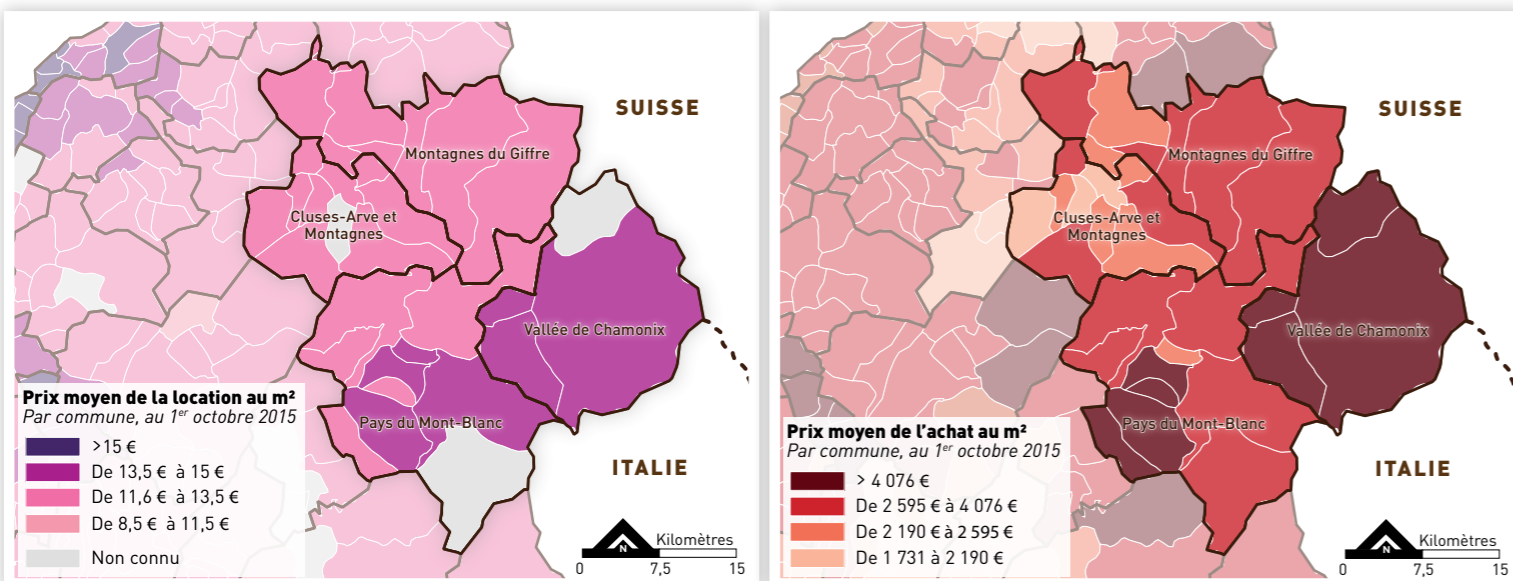 SUISSE
Montagnes du Giffre
Cluses-Arve et
Montagnes
Vallée de Chamonix
Pays du Mont-Blanc
ITALIE
Prix moyen de la location au m²
Par commune, au 1er octobre 2015
>15 €
De 13,5 € à 15 €
De 11,6 € à 13,5 €
De 8,5 € à 11,5 €
Non connu
N
Kilomètres
0 7,5 15
SUISSE
Montagnes du Giffre
Cluses-Arve et
Montagnes
Vallée de Chamonix
Pays du Mont-Blanc
ITALIE
Prix moyen de l'achat au m²
Par commune, au 1er octobre 2015
> 4 076 €
De 2 595 € à 4 076 €
De 2 190 € à 2 595 €
De 1 731 à 2 190 €
N
Kilomètres
0 7,5 15